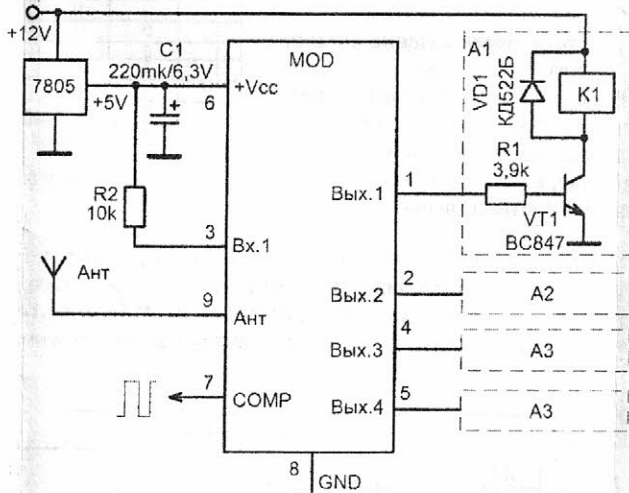 +12V
7805
+5V
C1
220mk/6,3V
6
+Vcc
MOD
R2
10k
3
Вх.1
Ант
9
Ант
7
COMP
8
GND
Вых.1
1
Вых.2
2
Вых.3
4
Вых.4
5
A1
VD1
КД522Б
K1
R1
3,9k
VT1
BC847
A2
A3
A3